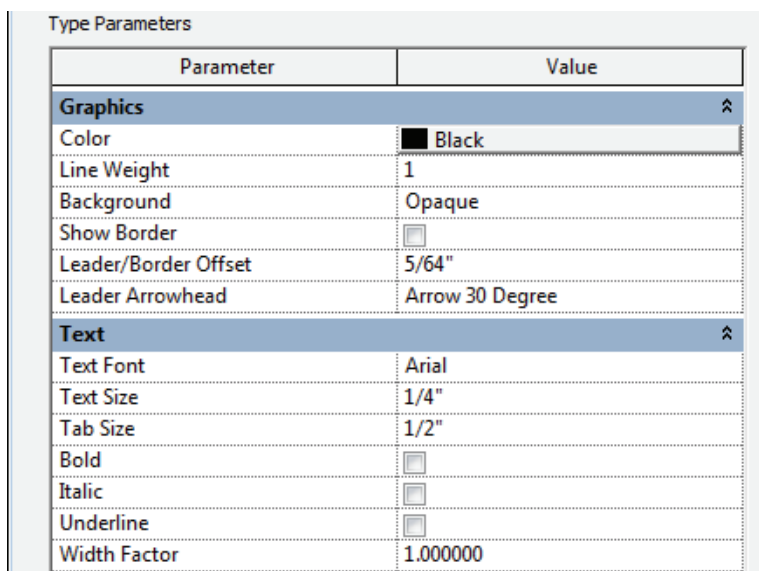 Type Parameters
Parameter Value
Graphics
Color Black
Line Weight 1
Background Opaque
Show Border
Leader/Border Offset 5/64"
Leader Arrowhead Arrow 30 Degree
Text
Text Font Arial
Text Size 1/4"
Tab Size 1/2"
Bold
Italic
Underline
Width Factor 1.000000